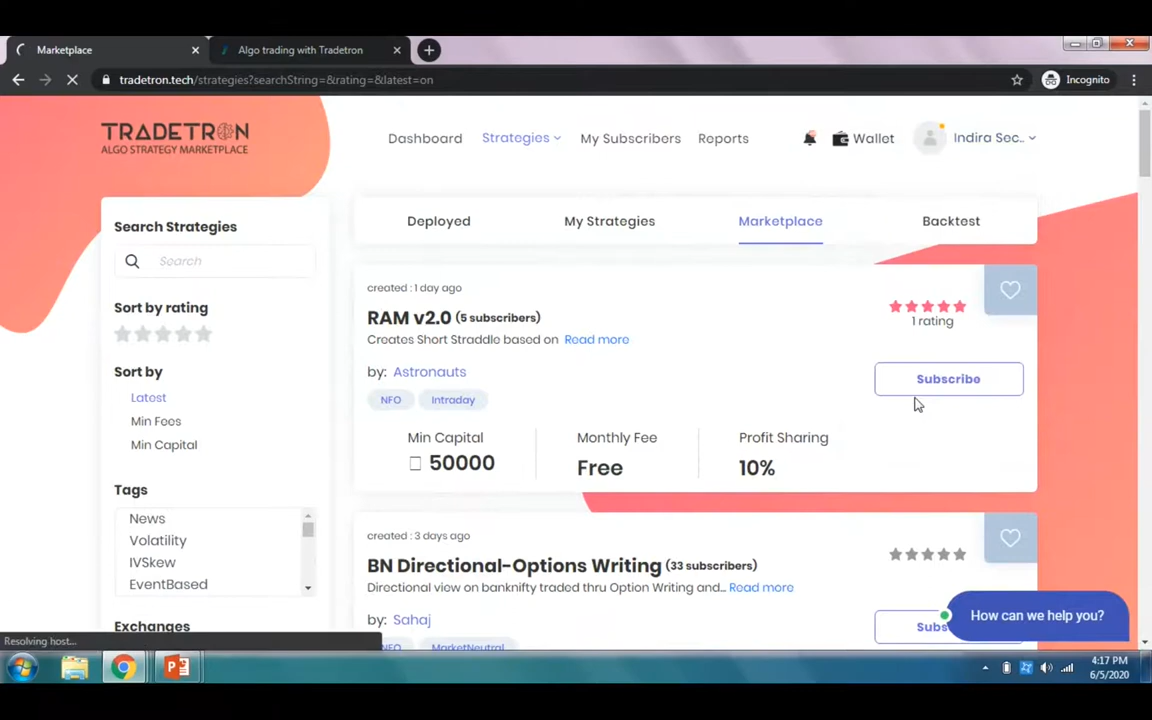 Marketplace
Algo trading with Tradetron
tradetron.tech/strategies?searchString=&rating=&latest=on
Incognito
TRADETRON
ALGO STRATEGY MARKETPLACE
Dashboard
Strategies
My Subscribers
Reports
Wallet
Indira Sec..
Search Strategies
Search
Sort by rating
Sort by
Latest
Min Fees
Min Capital
Tags
News
Volatility
IVSkew
EventBased
Exchanges
Deployed
My Strategies
Marketplace
Backtest
created : 1 day ago
RAM v2.0 (5 subscribers)
Creates Short Straddle based on Read more
by: Astronauts
NFO
Intraday
1 rating
Subscribe
Min Capital
50000
Monthly Fee
Free
Profit Sharing
10%
created : 3 days ago
BN Directional-Options Writing (33 subscribers)
Directional view on banknifty traded thru Option Writing and... Read more
by: Sahaj
NFO
MarketNeutral
Subs
How can we help you?
Resolving host...
4:17 PM
6/5/2020